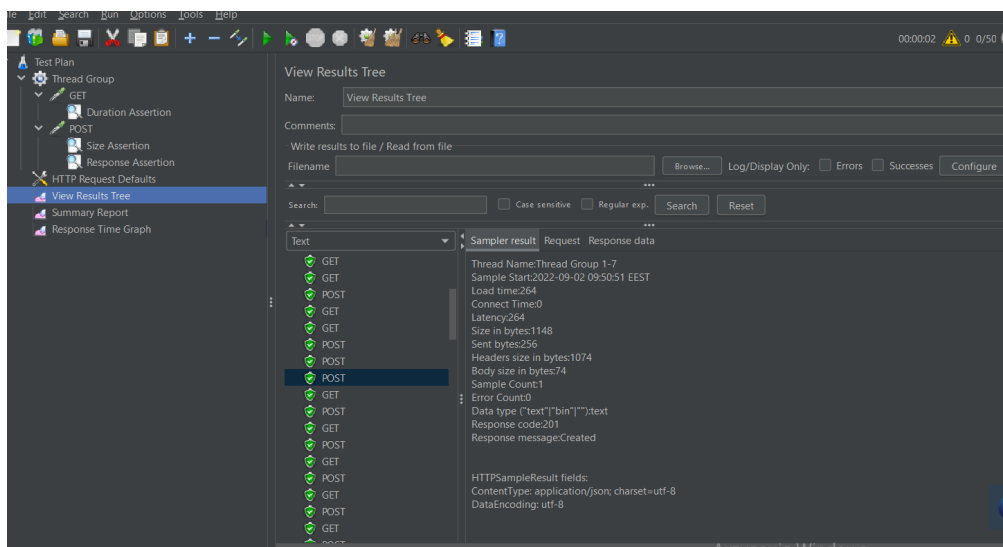 File Edit Search Run Options Tools Help
00:00:02 0 0/50
Test Plan
Thread Group
GET
Duration Assertion
POST
Size Assertion
Response Assertion
HTTP Request Defaults
View Results Tree
Summary Report
Response Time Graph
View Results Tree
Name: View Results Tree
Comments:
Write results to file / Read from file
Filename Browse... Log/Display Only: Errors Successes Configure
Search: Case sensitive Regular exp. Search Reset
Text
GET
GET
POST
GET
GET
POST
POST
POST
GET
POST
GET
POST
GET
POST
GET
POST
GET
POST
Sampler result Request Response data
Thread Name:Thread Group 1-7
Sample Start:2022-09-02 09:50:51 EEST
Load time:264
Connect Time:0
Latency:264
Size in bytes:1148
Sent bytes:256
Headers size in bytes:1074
Body size in bytes:74
Sample Count:1
Error Count:0
Data type ("text"|"bin"|""):text
Response code:201
Response message:Created
HTTPSampleResult fields:
ContentType: application/json; charset=utf-8
DataEncoding: utf-8